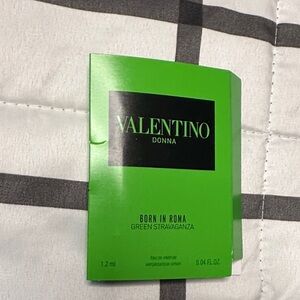 VALENTINO
DONNA
BORN IN ROMA
GREEN STRAVAGANZA
Eau de Parfum
vaporisateur spray
1.2 ml 0.04 FL.OZ.